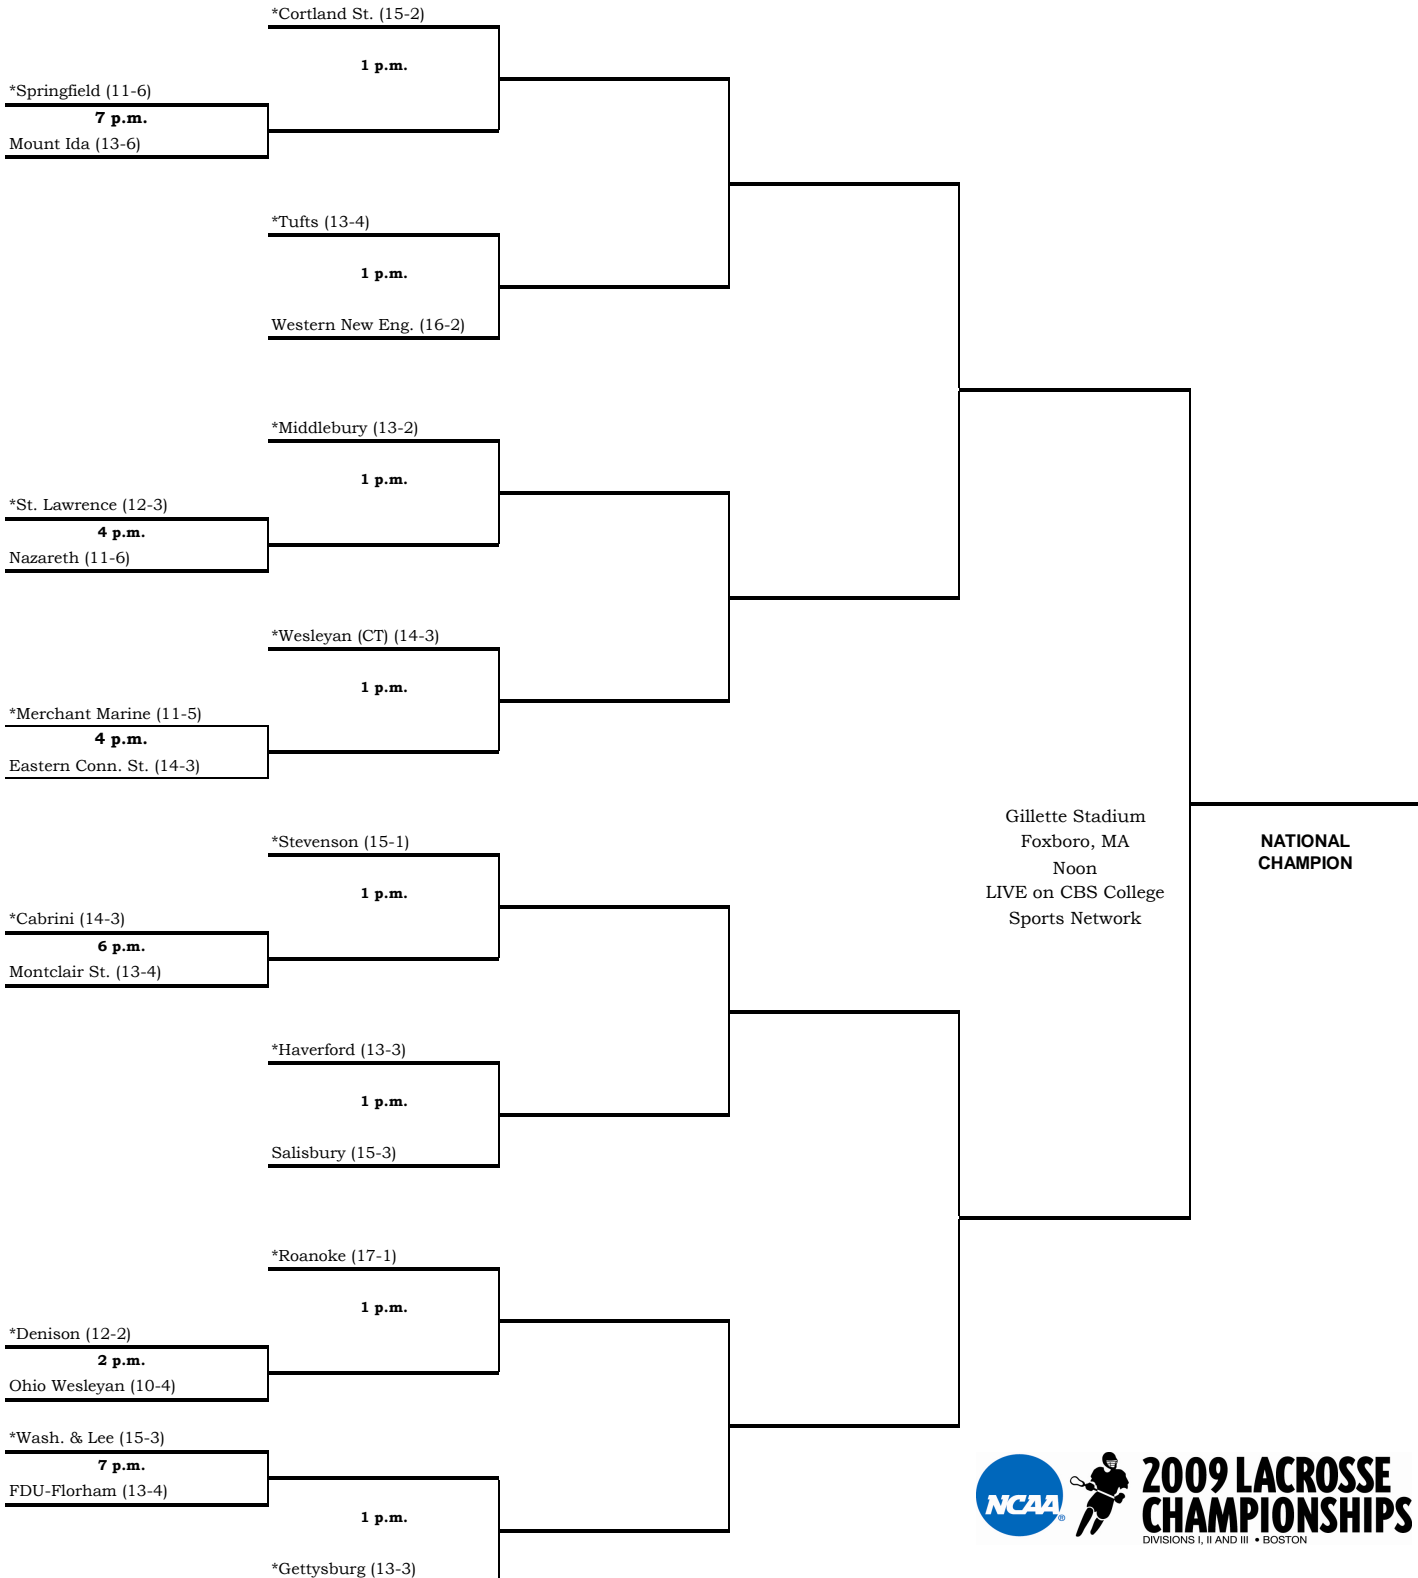 *Cortland St. (15-2)
1 p.m.
*Springfield (11-6)
7 p.m.
Mount Ida (13-6)
*Tufts (13-4)
1 p.m.
Western New Eng. (16-2)
*Middlebury (13-2)
1 p.m.
*St. Lawrence (12-3)
4 p.m.
Nazareth (11-6)
*Wesleyan (CT) (14-3)
1 p.m.
*Merchant Marine (11-5)
4 p.m.
Eastern Conn. St. (14-3)
*Stevenson (15-1)
1 p.m.
*Cabrini (14-3)
6 p.m.
Montclair St. (13-4)
*Haverford (13-3)
1 p.m.
Salisbury (15-3)
*Roanoke (17-1)
1 p.m.
*Denison (12-2)
2 p.m.
Ohio Wesleyan (10-4)
*Wash. & Lee (15-3)
7 p.m.
FDU-Florham (13-4)
1 p.m.
*Gettysburg (13-3)
Gillette Stadium
Foxboro, MA
Noon
LIVE on CBS College
Sports Network
NATIONAL
CHAMPION
NCAA®
2009 LACROSSE
CHAMPIONSHIPS
DIVISIONS I, II AND III • BOSTON